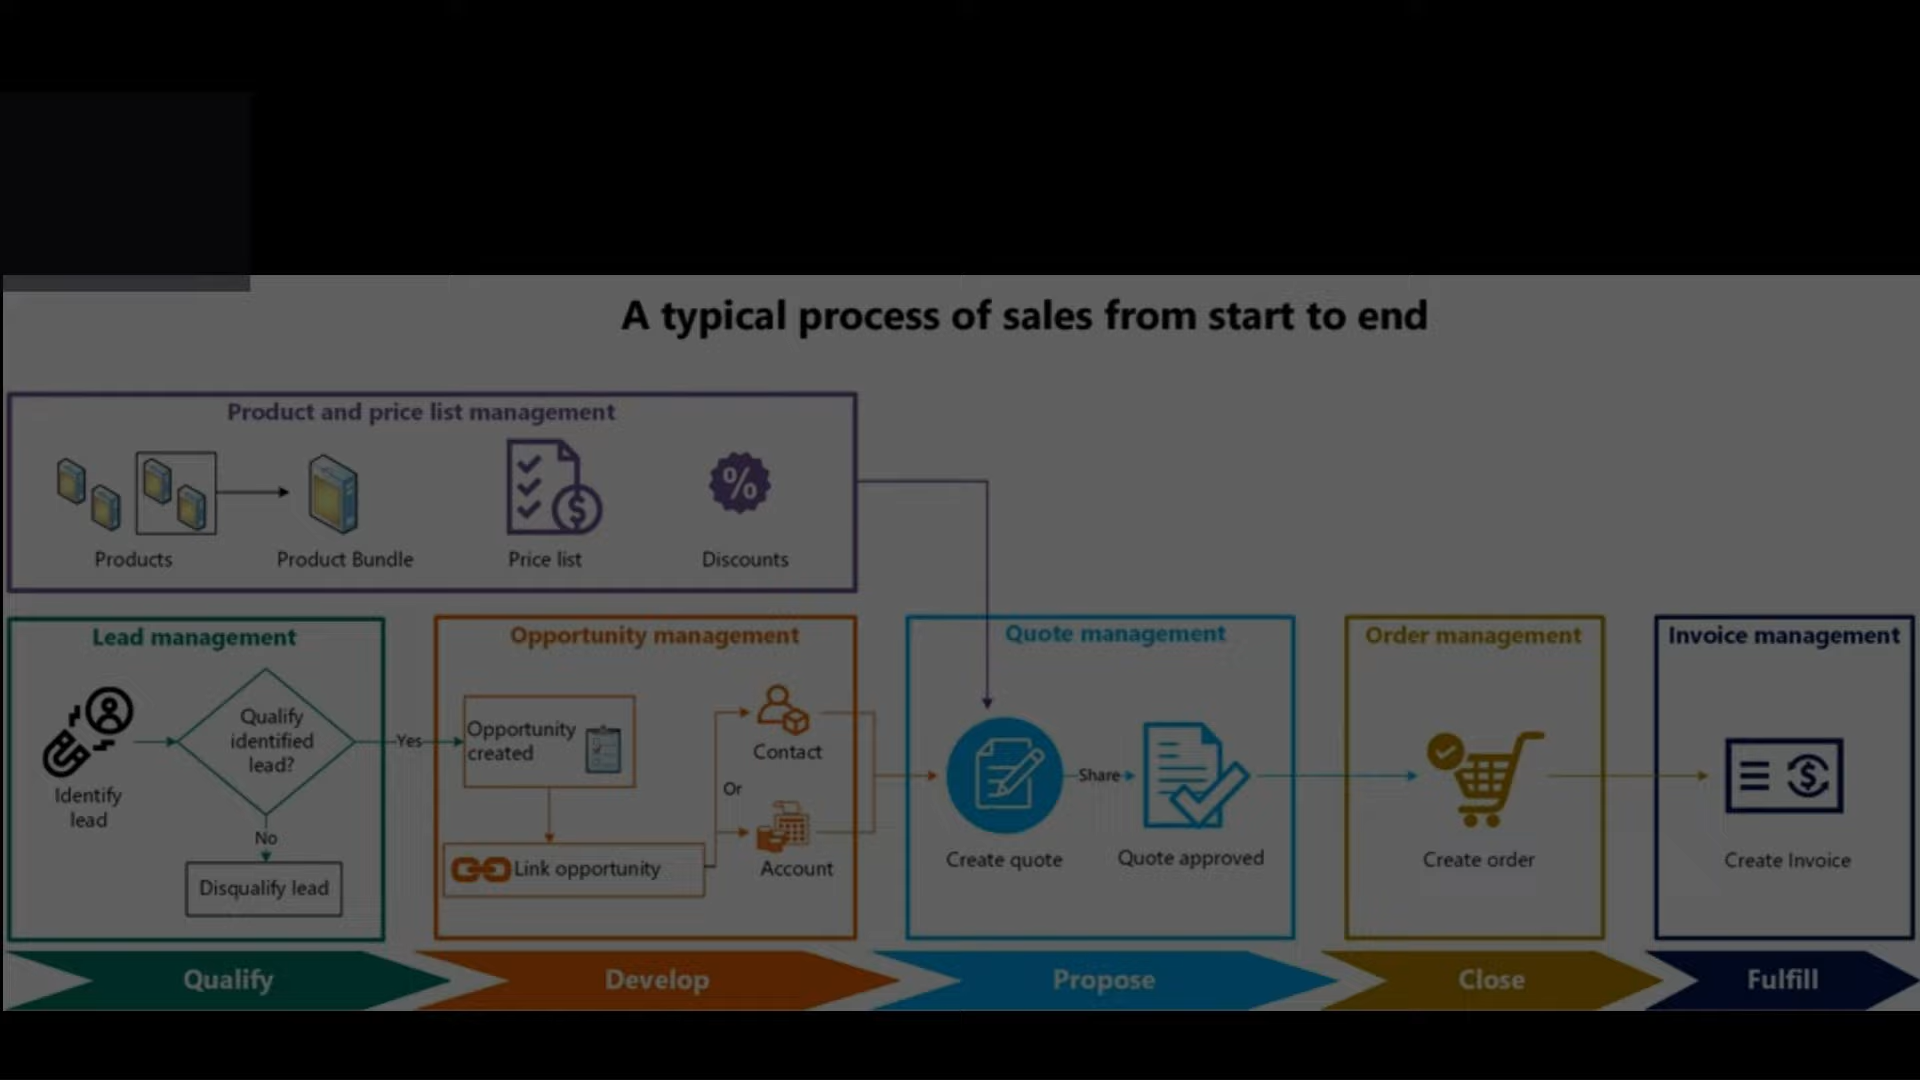 A typical process of sales from start to end
Product and price list management
Products
Product Bundle
Price list
Discounts
Lead management
Identify
lead
Qualify
identified
lead?
Yes
No
Disqualify lead
Opportunity management
Opportunity
created
Link opportunity
Contact
Or
Account
Quote management
Create quote
Share
Quote approved
Order management
Create order
Invoice management
Create Invoice
Qualify
Develop
Propose
Close
Fulfill